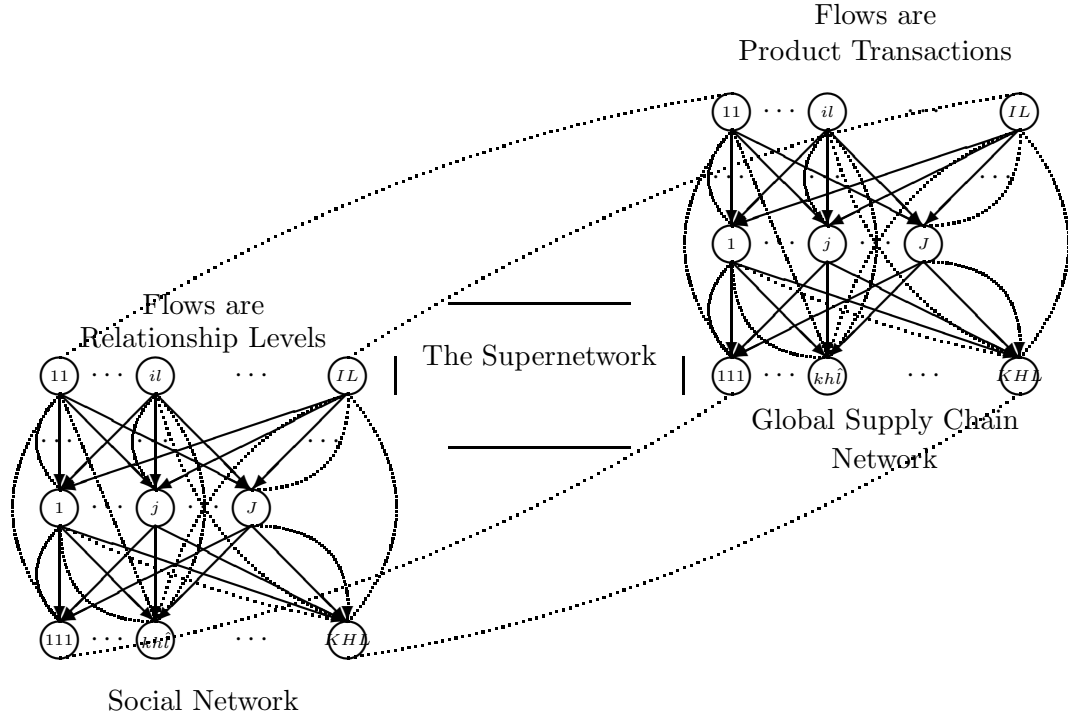 Flows are
Product Transactions
11 ··· il ··· IL
··· ··· ···
1 ··· j ··· J
111 ··· khl̂ ··· KHL
Global Supply Chain
Network
The Supernetwork
Flows are
Relationship Levels
11 ··· il ··· IL
··· ···
1 ··· j ··· J
111 ··· khl̂ ··· KHL
Social Network